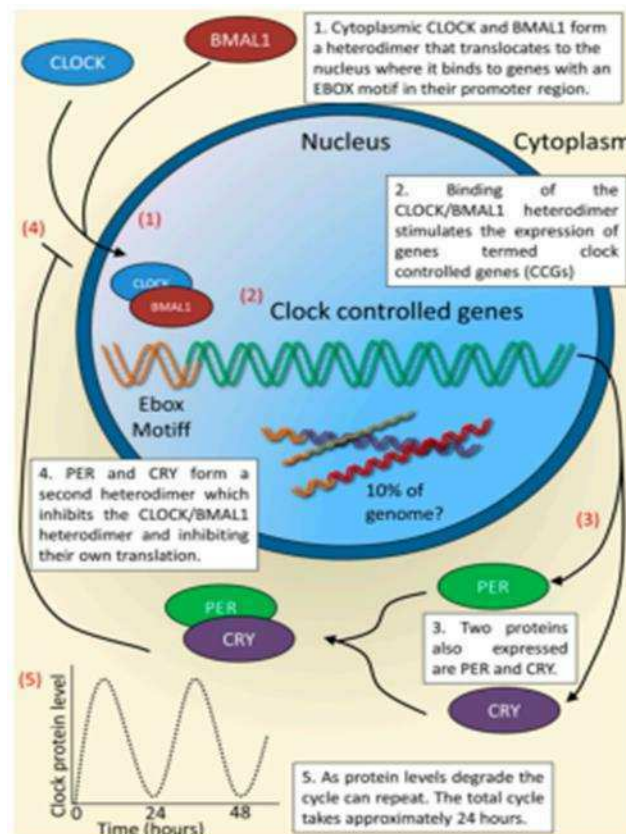 CLOCK
BMAL1
1. Cytoplasmic CLOCK and BMAL1 form
a heterodimer that translocates to the
nucleus where it binds to genes with an
EBOX motif in their promoter region.
Nucleus
Cytoplasm
2. Binding of the
CLOCK/BMAL1 heterodimer
stimulates the expression of
genes termed clock
controlled genes (CCGs)
(4)
(1)
CLOCK
BMAL1
(2)
Clock controlled genes
Ebox
Motiff
10% of
genome?
4. PER and CRY form a
second heterodimer which
inhibits the CLOCK/BMAL1
heterodimer and inhibiting
their own translation.
(3)
PER
PER
CRY
3. Two proteins
also expressed
are PER and CRY.
CRY
(5)
Clock protein level
0 24 48
Time (hours)
5. As protein levels degrade the
cycle can repeat. The total cycle
takes approximately 24 hours.